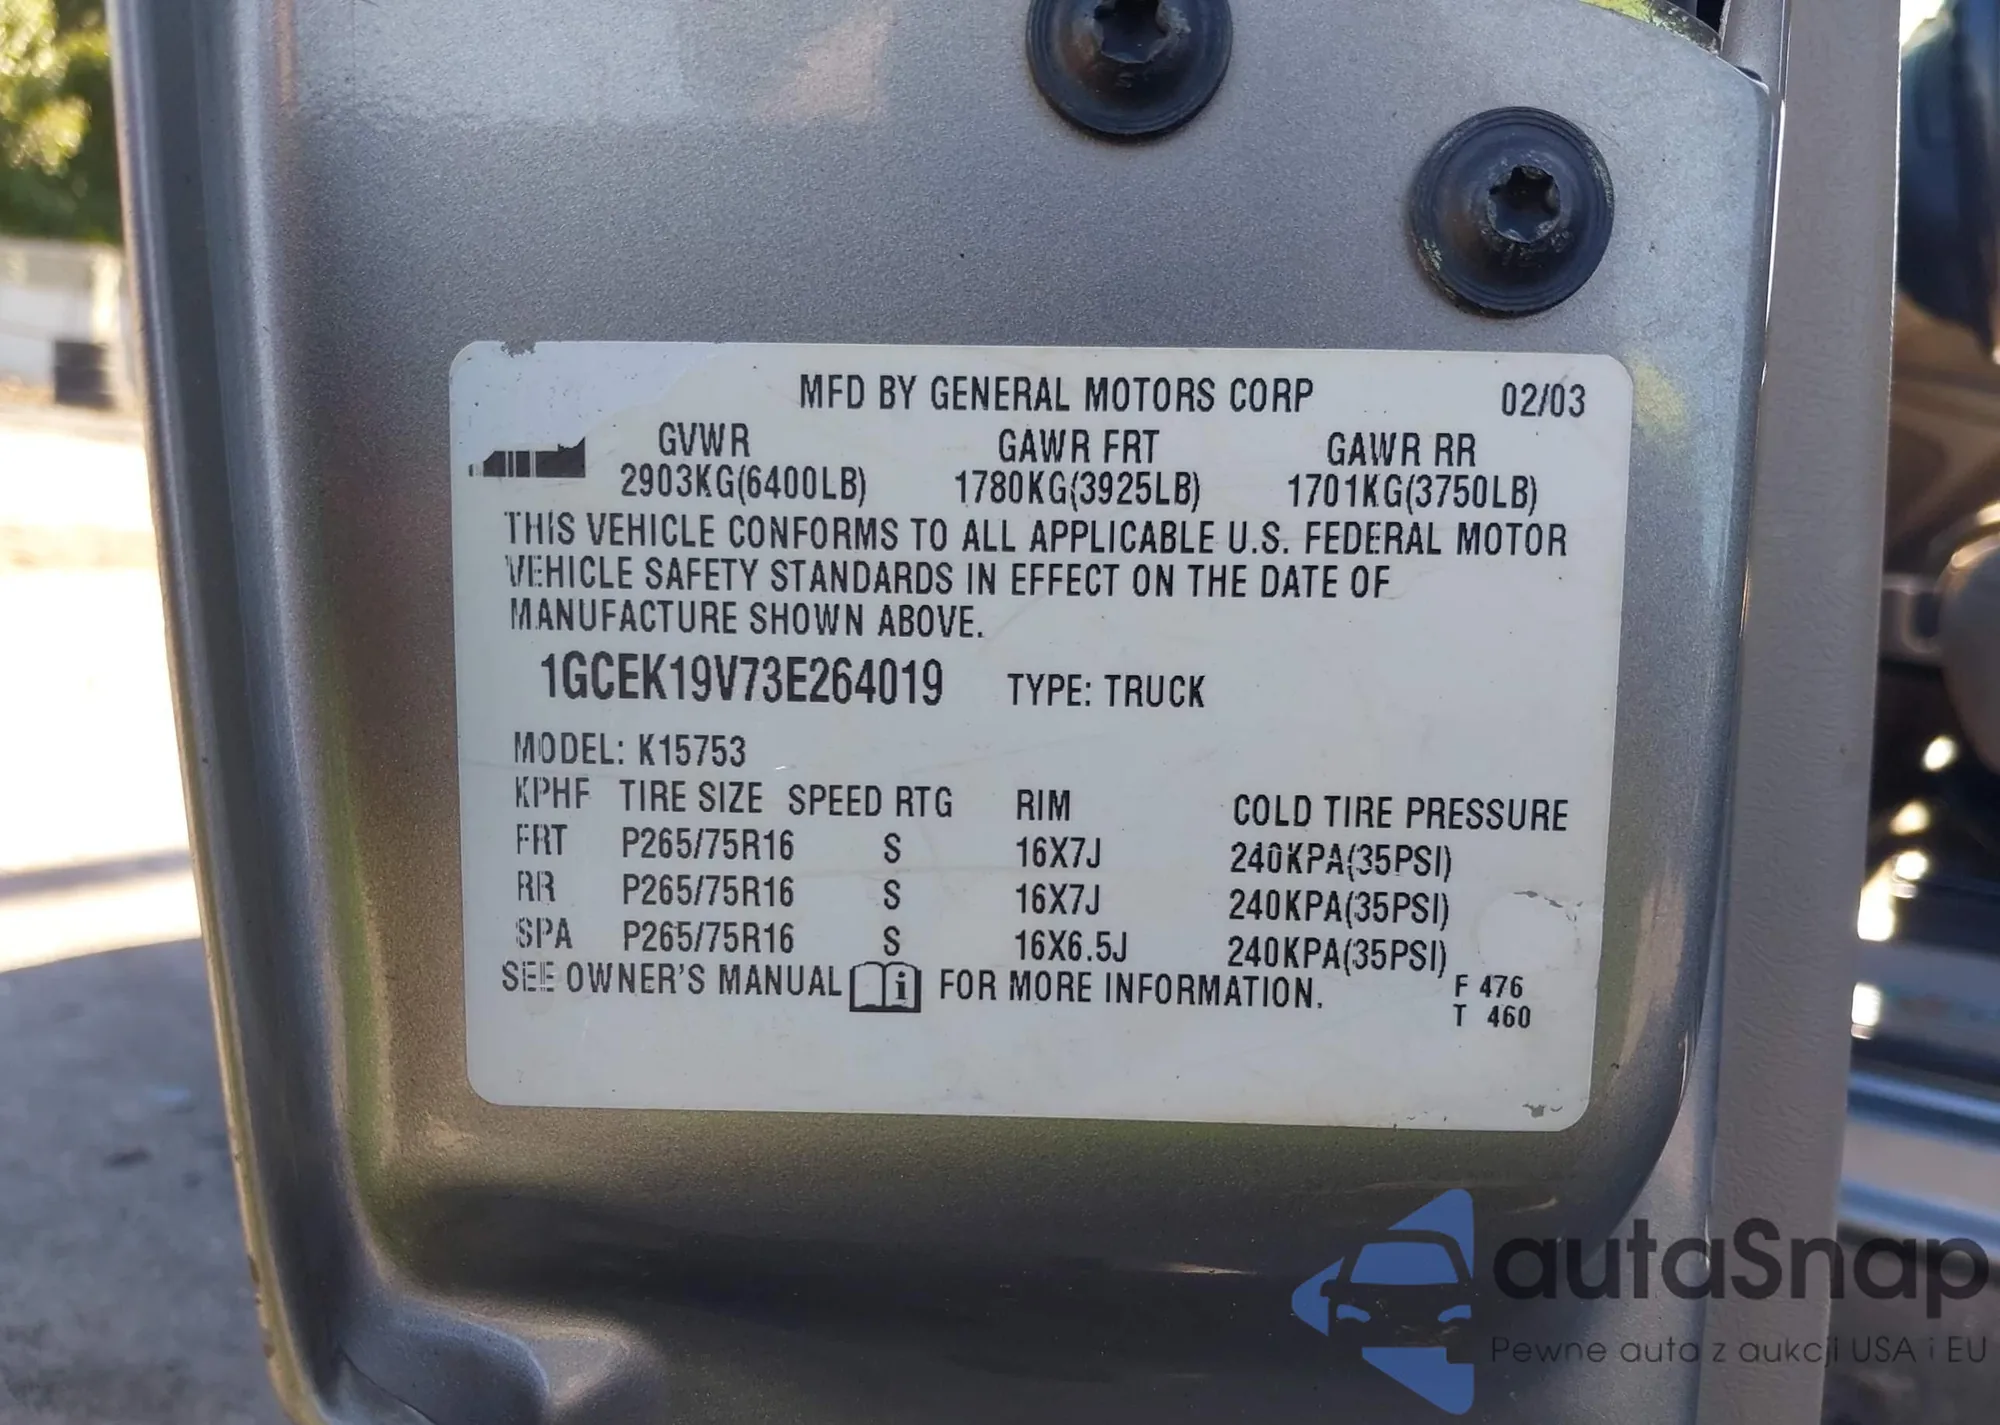 MFD BY GENERAL MOTORS CORP 02/03
GVWR GAWR FRT GAWR RR
2903KG(6400LB) 1780KG(3925LB) 1701KG(3750LB)
THIS VEHICLE CONFORMS TO ALL APPLICABLE U.S. FEDERAL MOTOR
VEHICLE SAFETY STANDARDS IN EFFECT ON THE DATE OF
MANUFACTURE SHOWN ABOVE.
1GCEK19V73E264019 TYPE: TRUCK
MODEL: K15753
KPHF TIRE SIZE SPEED RTG RIM COLD TIRE PRESSURE
FRT P265/75R16 S 16X7J 240KPA(35PSI)
RR P265/75R16 S 16X7J 240KPA(35PSI)
SPA P265/75R16 S 16X6.5J 240KPA(35PSI)
SEE OWNER'S MANUAL i FOR MORE INFORMATION.
F 476
T 460
autaSnap
Pewne auta z aukcji USA i EU